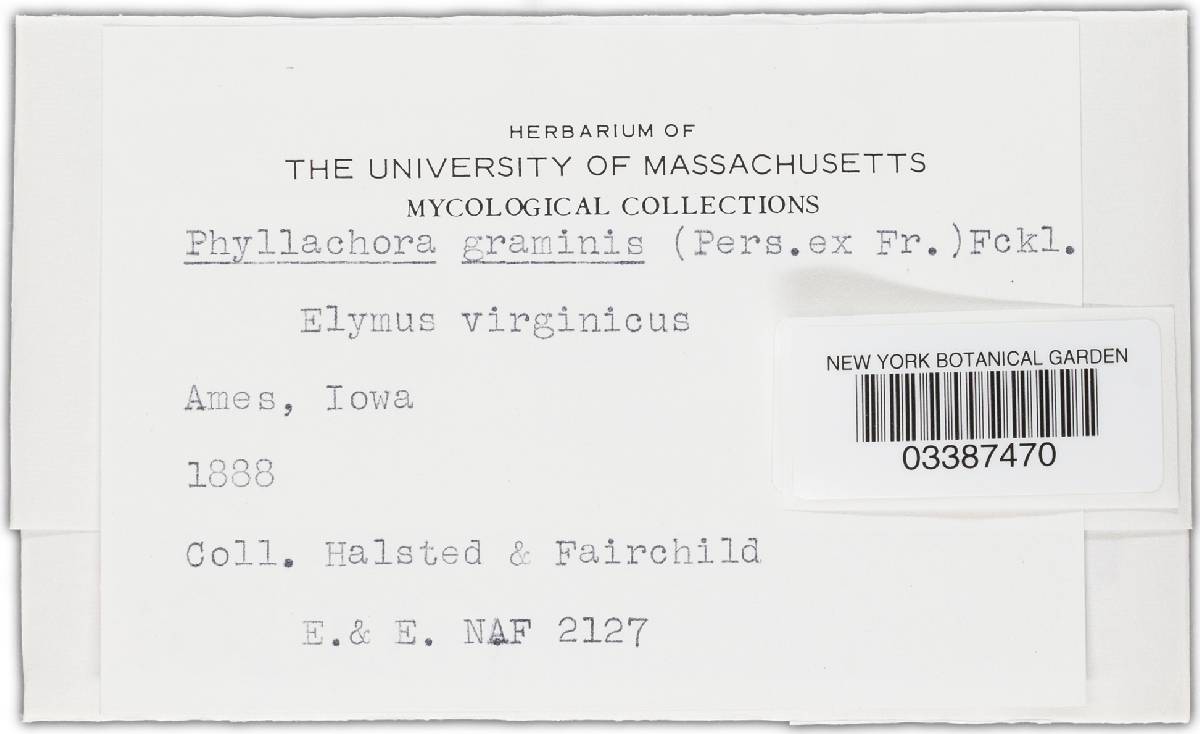 HERBARIUM OF
THE UNIVERSITY OF MASSACHUSETTS
MYCOLOGICAL COLLECTIONS
Phyllachora graminis (Pers.ex Fr.)Fckl.
Elymus virginicus
NEW YORK BOTANICAL GARDEN
Ames, Iowa
03387470
1888
Coll. Halsted & Fairchild
E.& E. NAF 2127